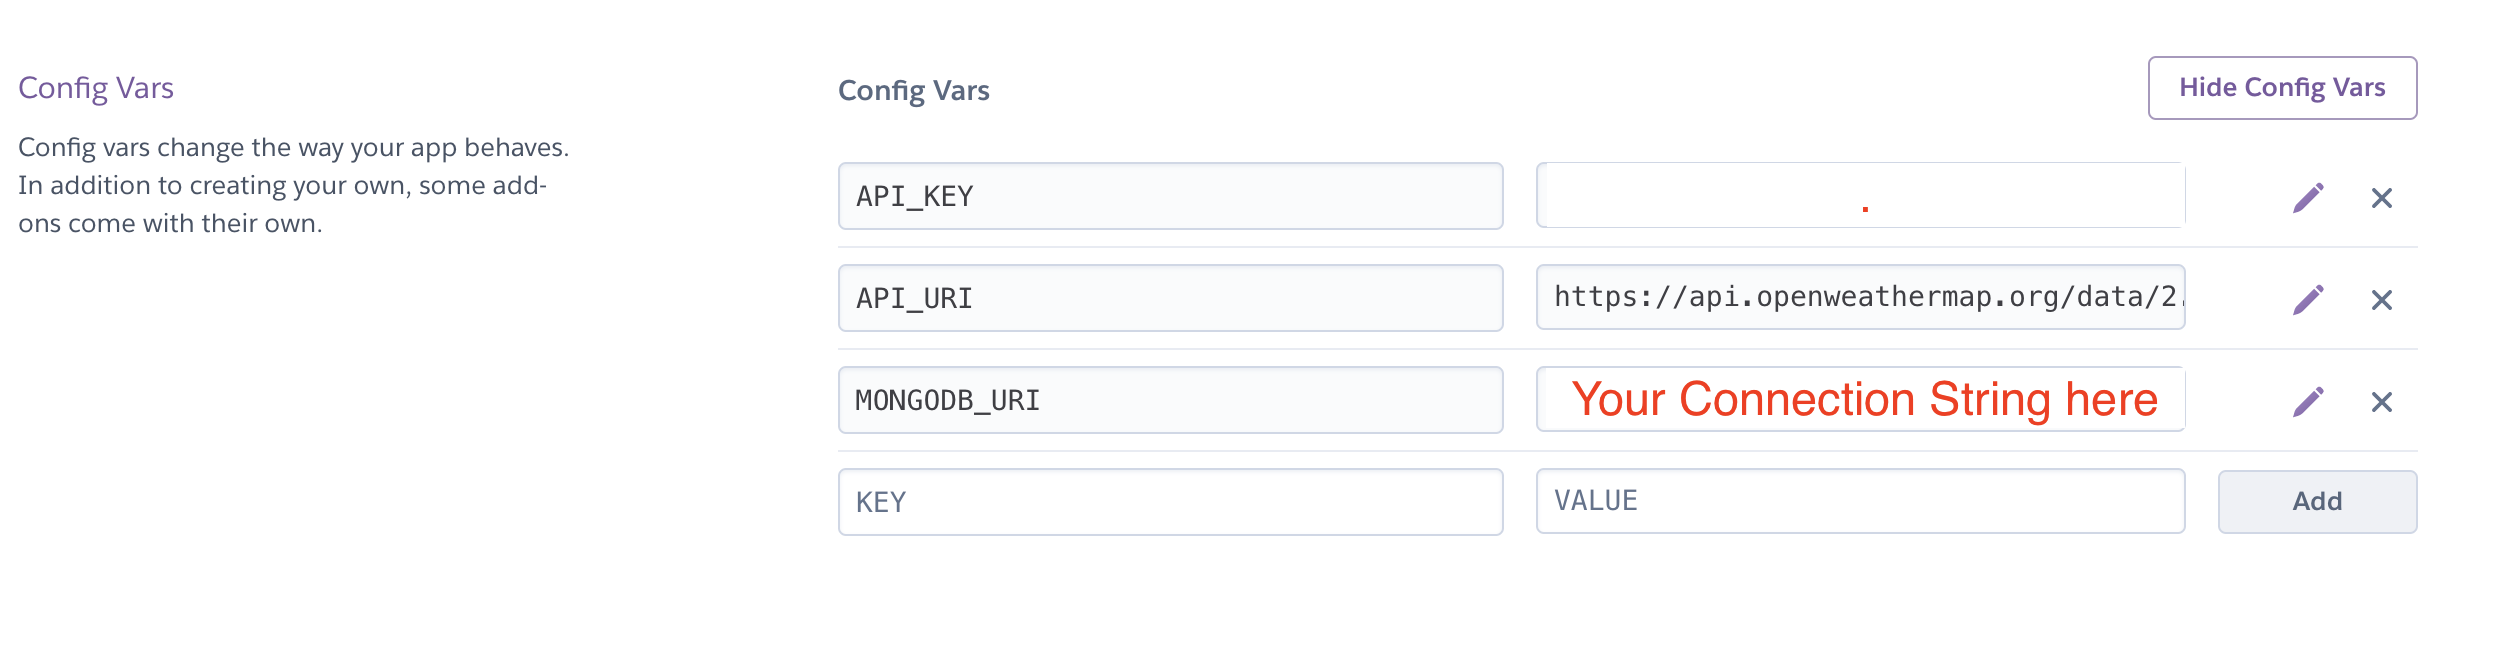 Config Vars
Config vars change the way your app behaves.
In addition to creating your own, some add-
ons come with their own.
Config Vars
Hide Config Vars
API_KEY
.
API_URI
https://api.openweathermap.org/data/2.
MONGODB_URI
Your Connection String here
KEY
VALUE
Add